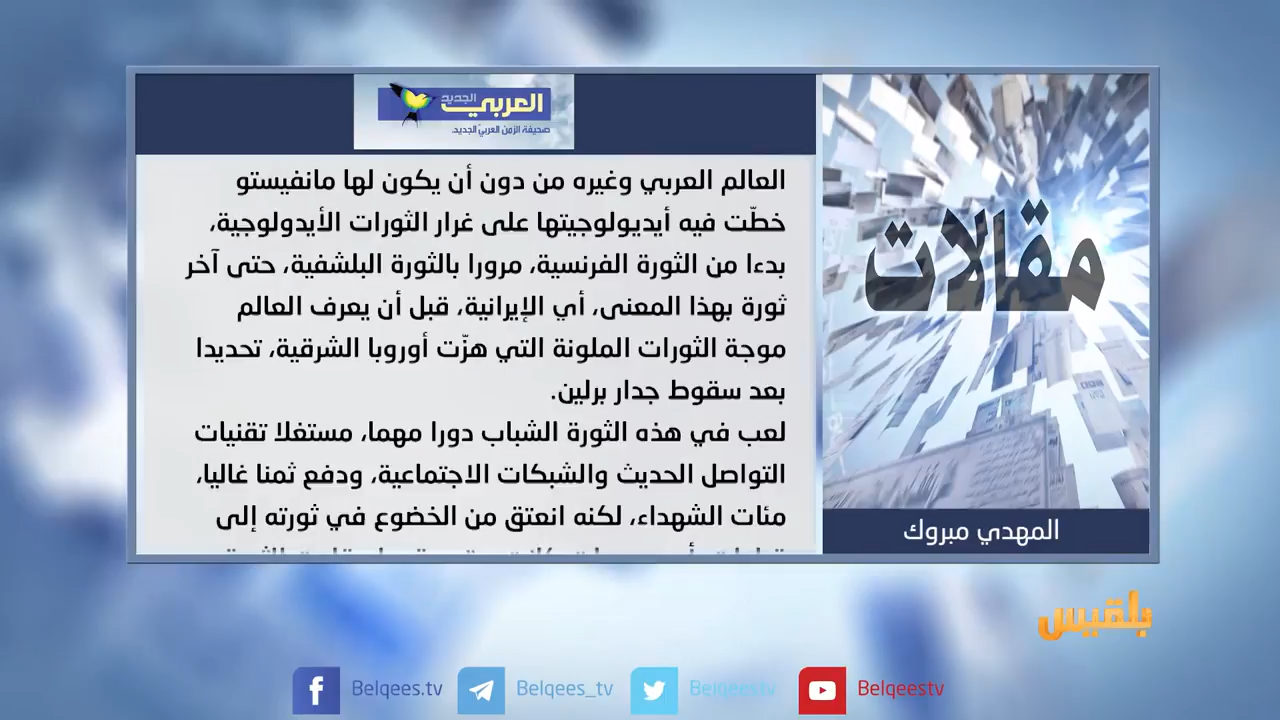 العربي الجديد
صحيفة الزمن العربي الجديد.
العالم العربي وغيره من دون أن يكون لها مانفيستو
خطّت فيه أيديولوجيتها على غرار الثورات الأيدولوجية،
بدءا من الثورة الفرنسية، مرورا بالثورة البلشفية، حتى آخر
ثورة بهذا المعنى، أي الإيرانية، قبل أن يعرف العالم
موجة الثورات الملونة التي هزّت أوروبا الشرقية، تحديدا
بعد سقوط جدار برلين.
لعب في هذه الثورة الشباب دورا مهما، مستغلا تقنيات
التواصل الحديث والشبكات الاجتماعية، ودفع ثمنا غاليا،
مئات الشهداء، لكنه انعتق من الخضوع في ثورته إلى
مقالات
المهدي مبروك
بلقيس
Belqees.tv
Belqees_tv
Belqeestv
Belqeestv